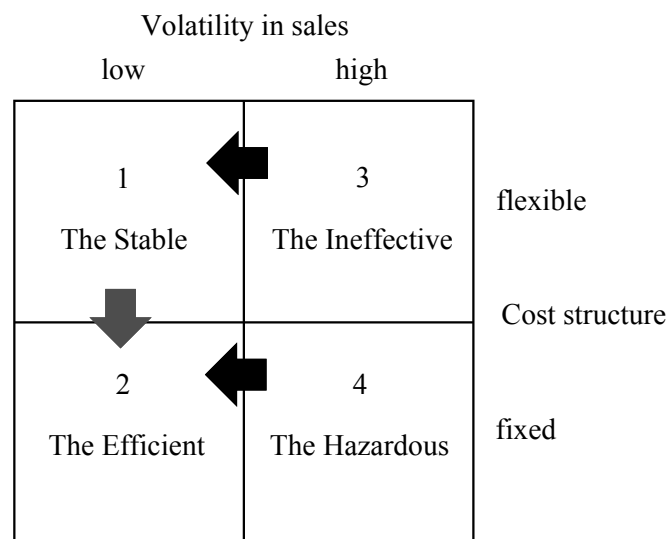 Volatility in sales
low high
1 3
The Stable The Ineffective
flexible
Cost structure
2 4
The Efficient The Hazardous
fixed